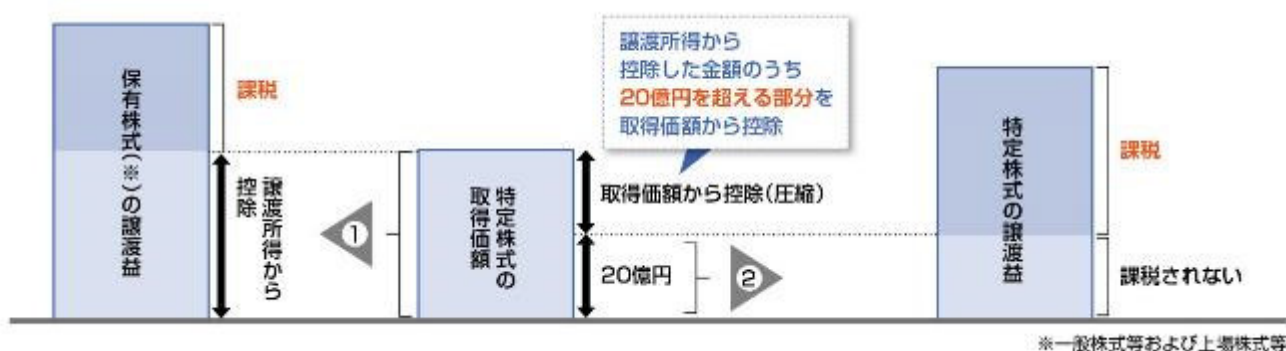 保有株式(※)の譲渡益
課税
譲渡所得から
控除
①
特定株式の
取得価額
譲渡所得から
控除した金額のうち
20億円を超える部分を
取得価額から控除
取得価額から控除(圧縮)
20億円
②
特定株式の譲渡益
課税
課税されない
※一般株式等および上場株式等